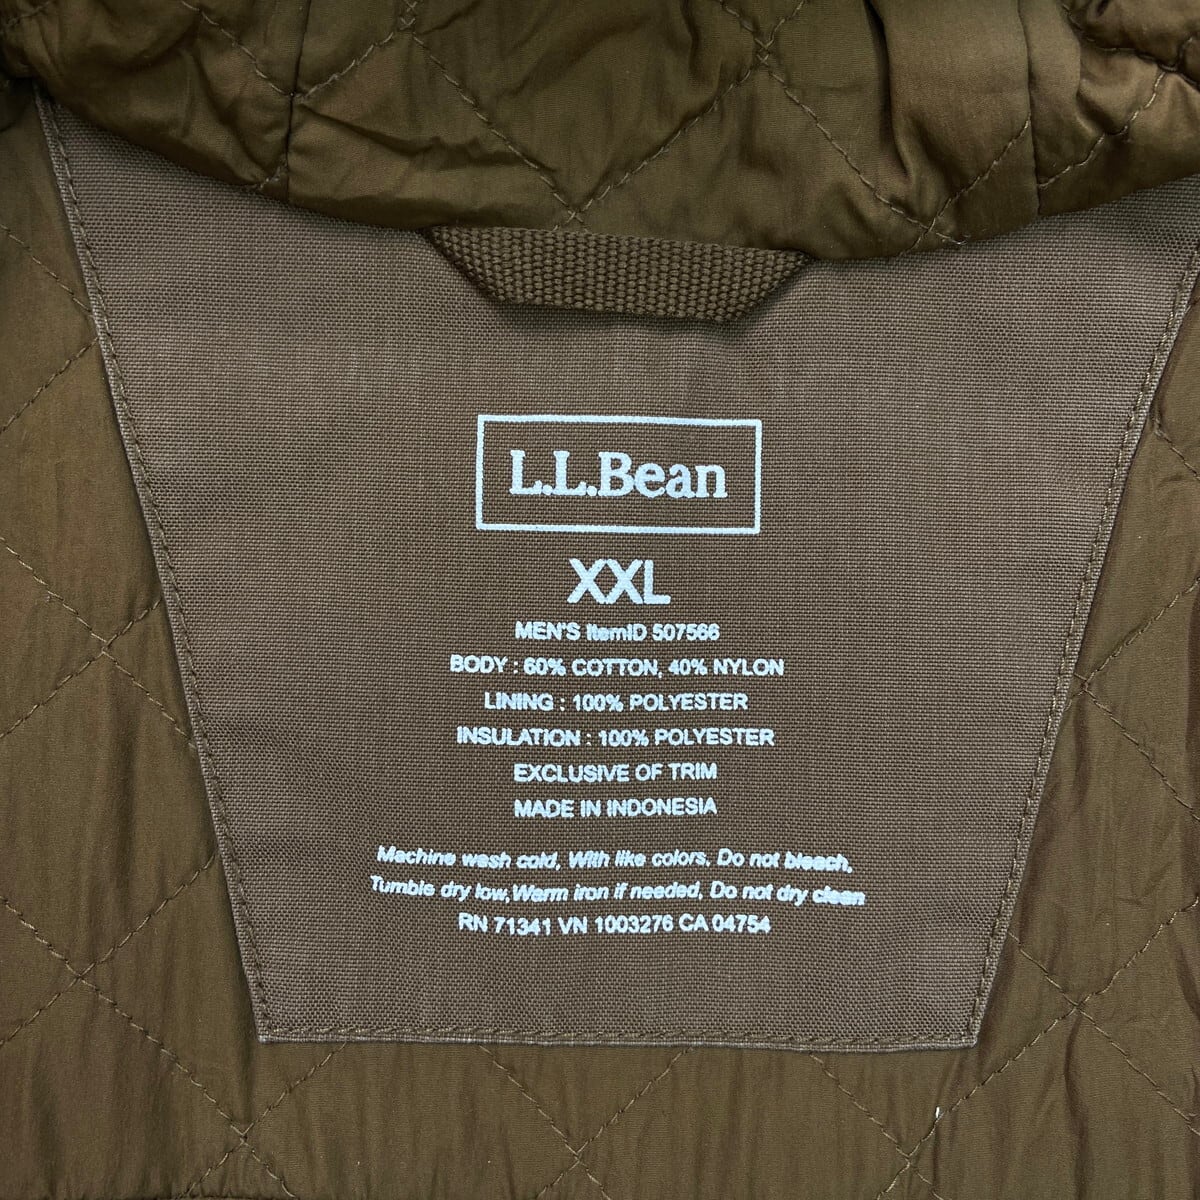 L.L.Bean
XXL
MEN'S ItemID 507566
BODY : 60% COTTON, 40% NYLON
LINING : 100% POLYESTER
INSULATION : 100% POLYESTER
EXCLUSIVE OF TRIM
MADE IN INDONESIA
Machine wash cold, With like colors, Do not bleach,
Tumble dry low, Warm iron if needed, Do not dry clean
RN 71341 VN 1003276 CA 04754